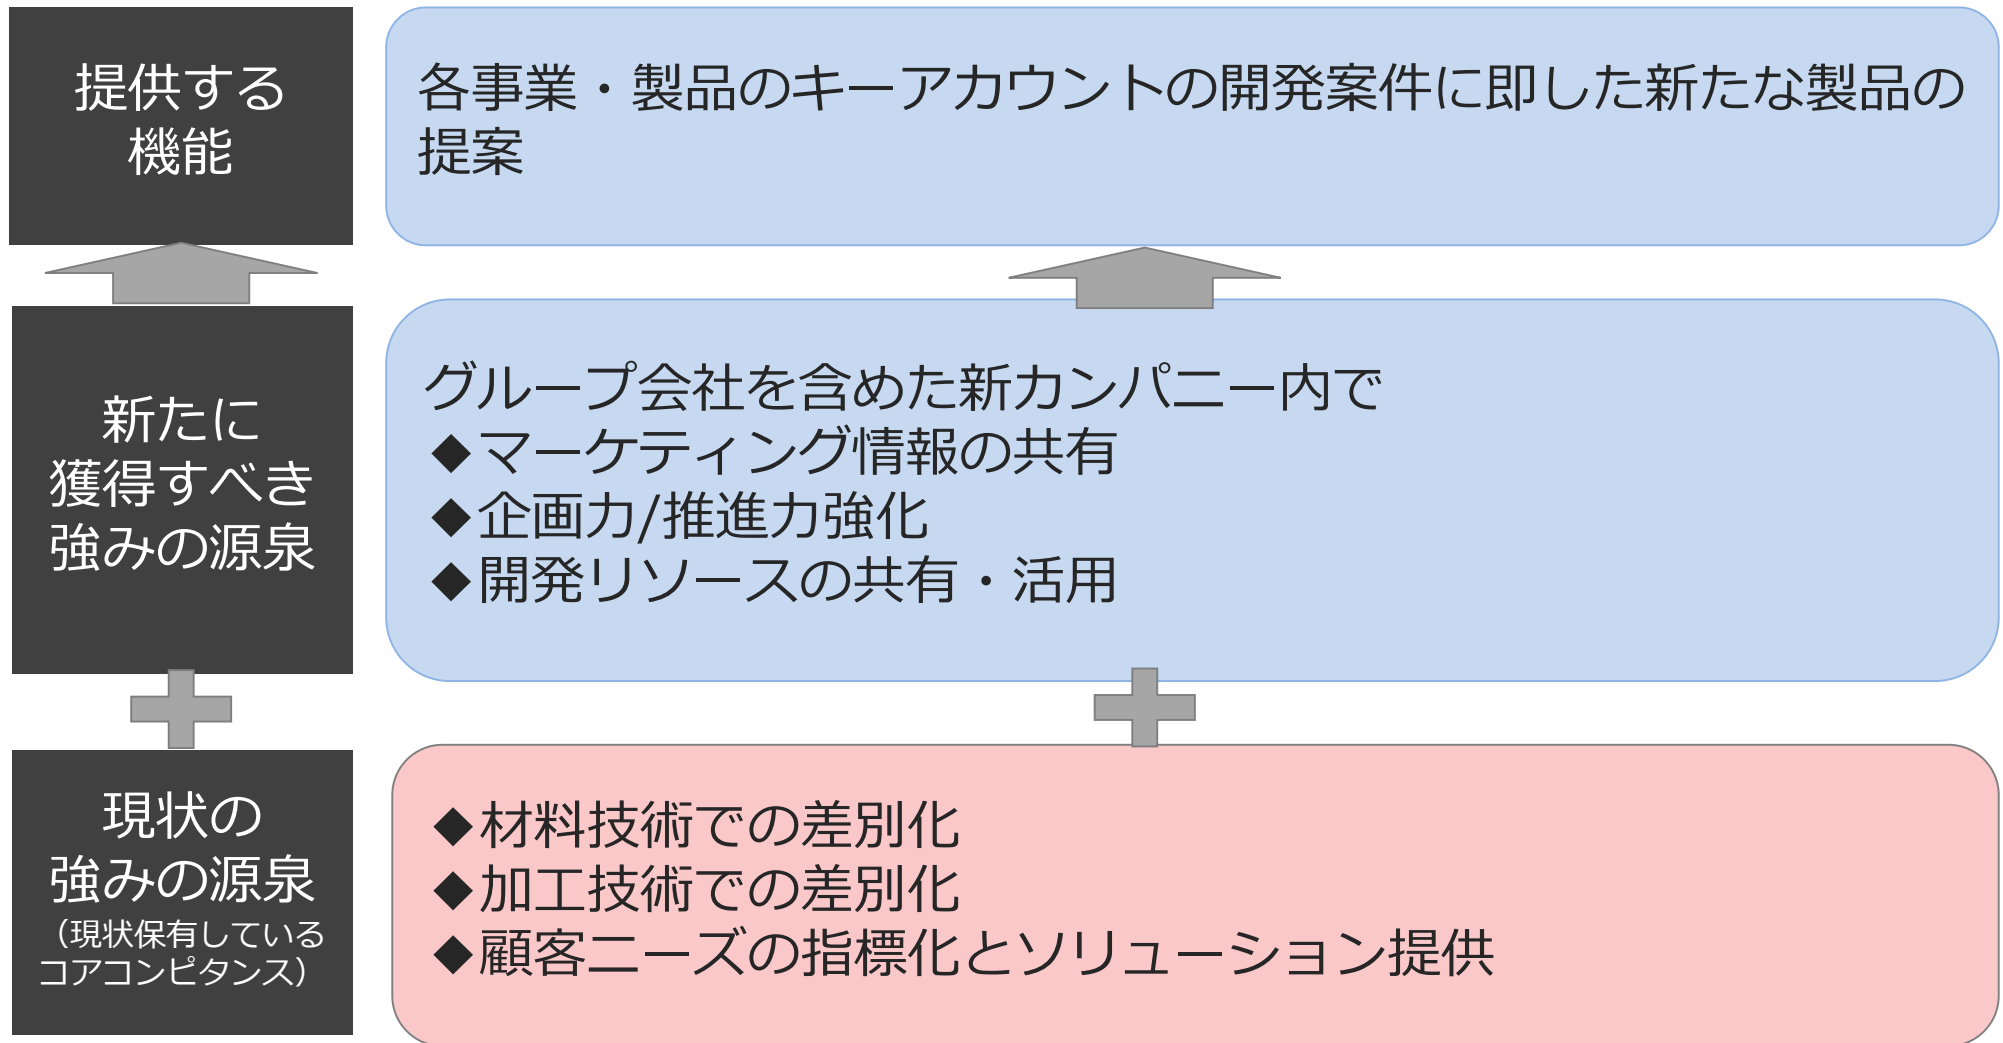 提供する
機能
各事業・製品のキーアカウントの開発案件に即した新たな製品の
提案
新たに
獲得すべき
強みの源泉
グループ会社を含めた新カンパニー内で
◆マーケティング情報の共有
◆企画力/推進力強化
◆開発リソースの共有・活用
現状の
強みの源泉
（現状保有している
コアコンピタンス）
◆材料技術での差別化
◆加工技術での差別化
◆顧客ニーズの指標化とソリューション提供